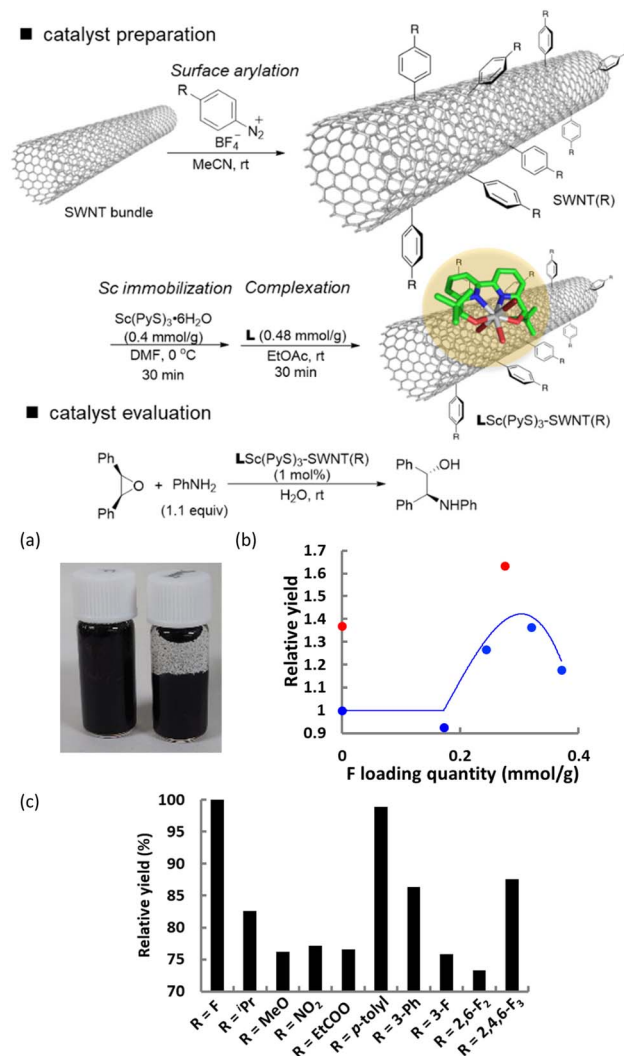 ■ catalyst preparation
Surface arylation
R
N2+
BF4−
MeCN, rt
SWNT bundle
R
R
R
R
R
R
R
R
R
SWNT(R)
Sc immobilization
Complexation
Sc(PyS)3•6H2O
(0.4 mmol/g)
DMF, 0 °C
30 min
L (0.48 mmol/g)
EtOAc, rt
30 min
R
R
R
R
R
R
R
LSc(PyS)3-SWNT(R)
■ catalyst evaluation
Ph
O
Ph
+ PhNH2
(1.1 equiv)
LSc(PyS)3-SWNT(R)
(1 mol%)
H2O, rt
Ph
OH
Ph
NHPh
(a)
(b)
Relative yield
1.7
1.6
1.5
1.4
1.3
1.2
1.1
1
0.9
0
0.2
0.4
F loading quantity (mmol/g)
(c)
Relative yield (%)
100
95
90
85
80
75
70
R = F
R = iPr
R = MeO
R = NO2
R = EtCOO
R = p-tolyl
R = 3-Ph
R = 3-F
R = 2,6-F2
R = 2,4,6-F3